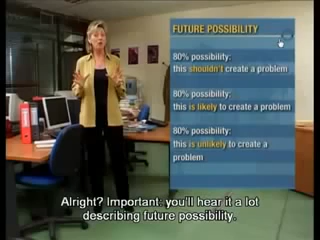 FUTURE POSSIBILITY
80% possibility:
this shouldn't create a problem
80% possibility:
this is likely to create a problem
80% possibility:
this is unlikely to create a
problem
Alright? Important: you'll hear it a lot
describing future possibility.